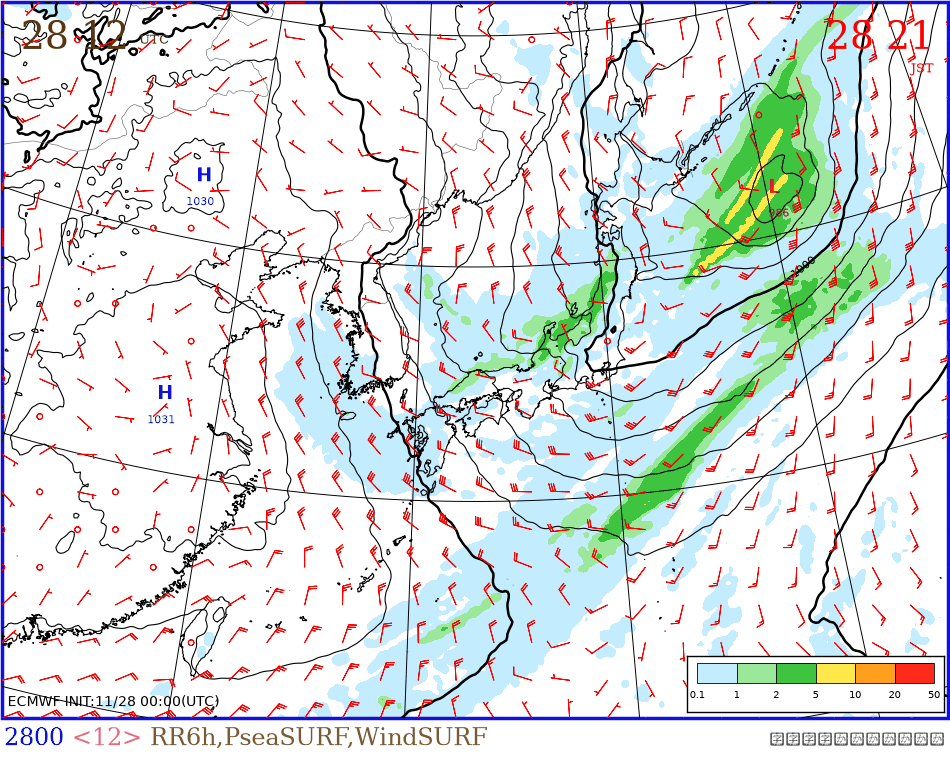 28 12 UTC
28 21
JST
H
1030
L
986
1000
H
1031
0.1 1 2 5 10 20 50
ECMWF INIT:11/28 00:00(UTC)
2800 <12> RR6h,PseaSURF,WindSURF